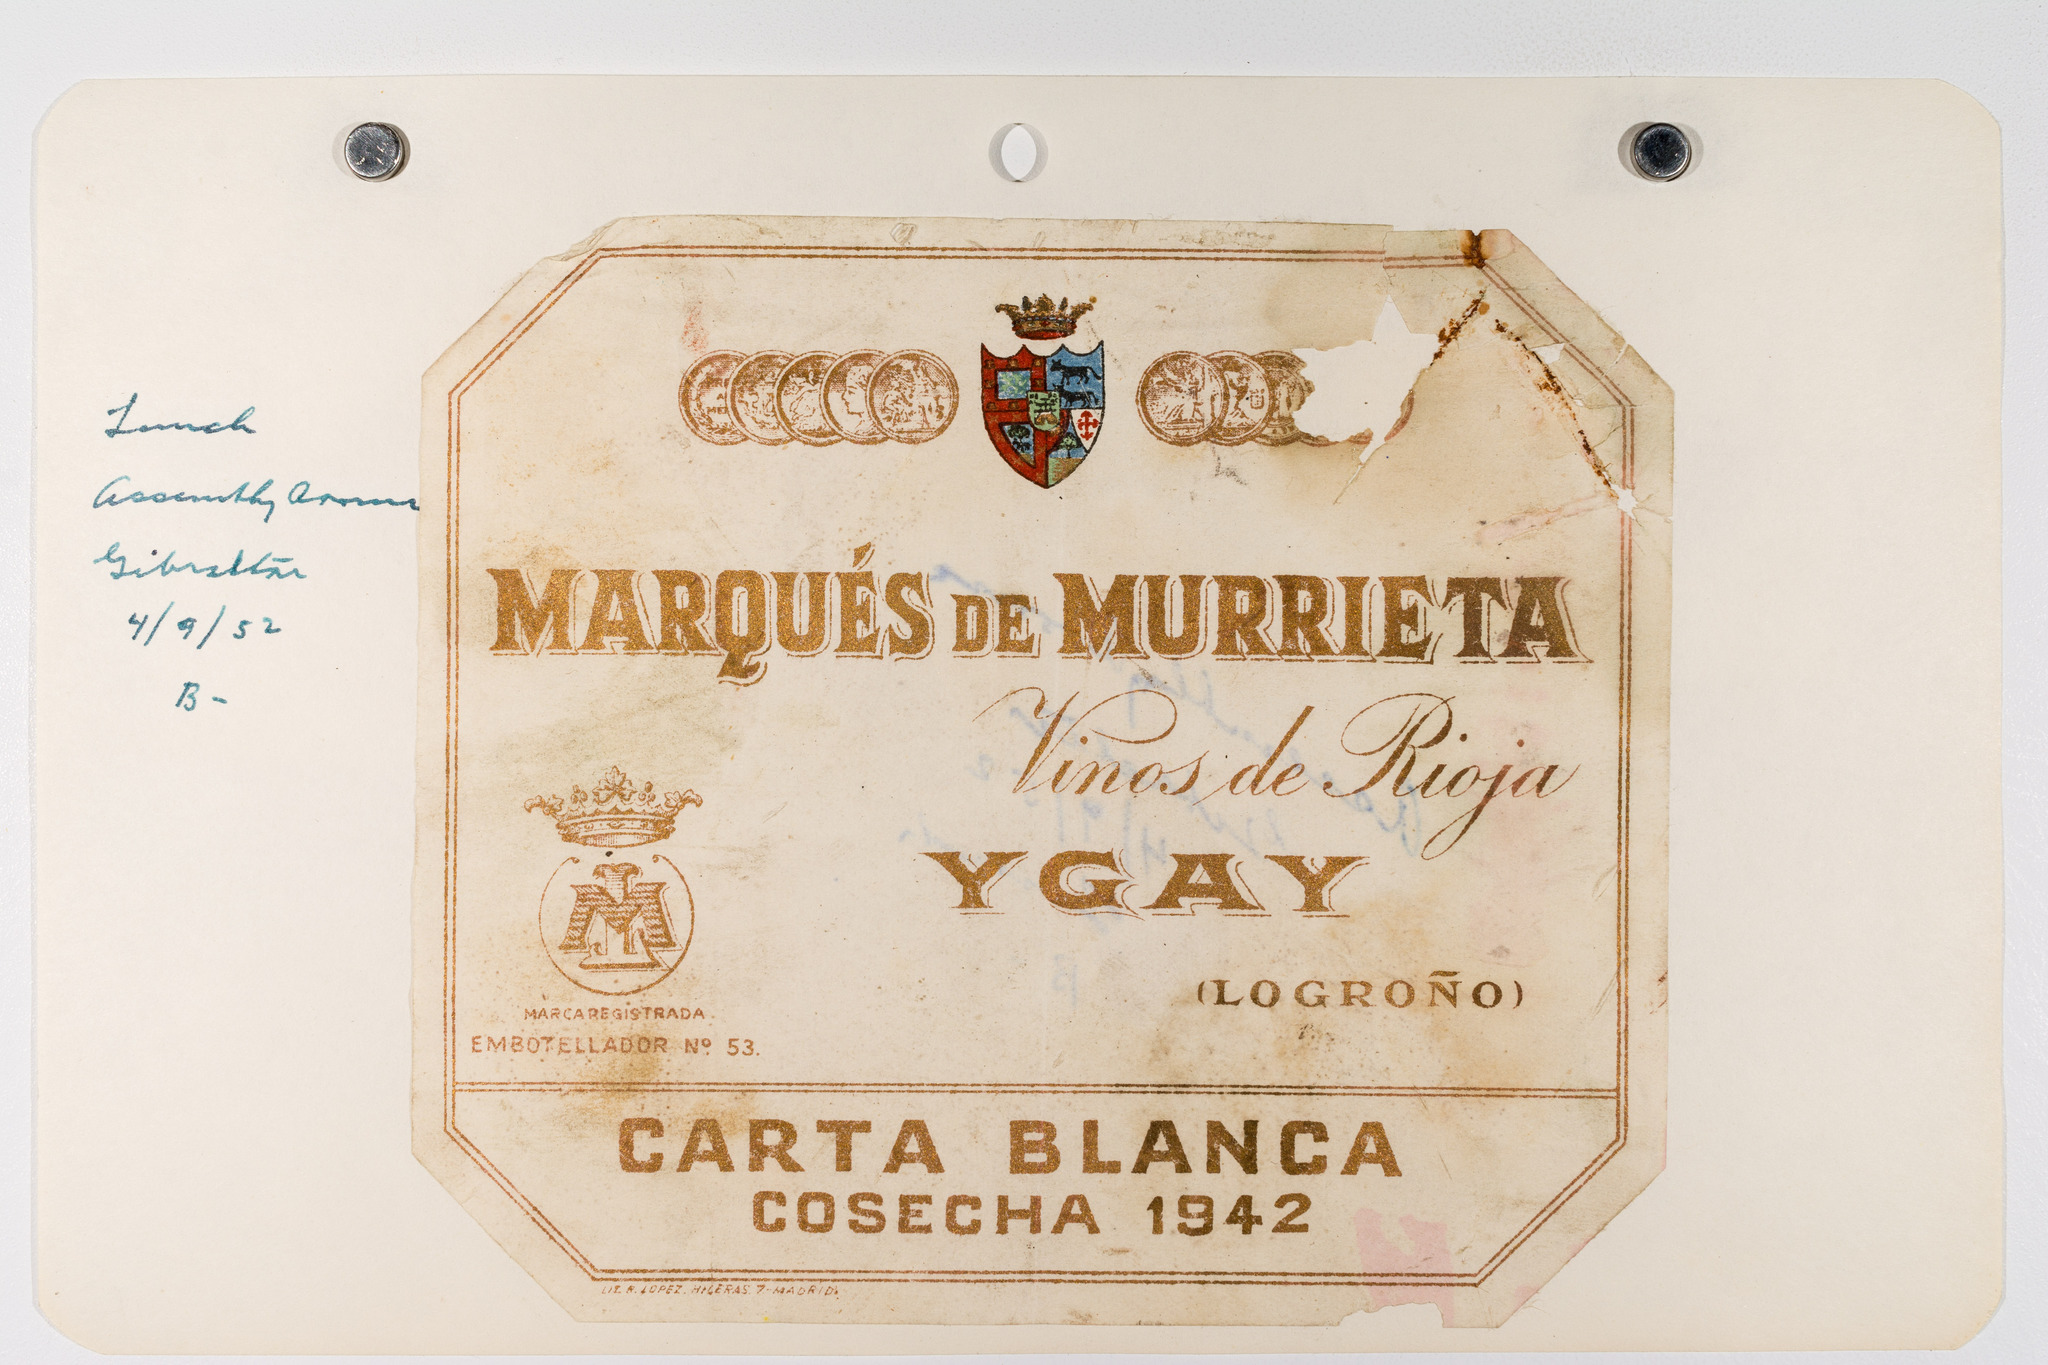 Lunch
Assembly Arms
Gibraltar
4/9/52
B-
MARQUÉS DE MURRIETA
Vinos de Rioja
YGAY
(LOGROÑO)
M
MARCA REGISTRADA
EMBOTELLADOR Nº 53.
CARTA BLANCA
COSECHA 1942
LIT. R. LOPEZ. HILERAS. 7-MADRID.